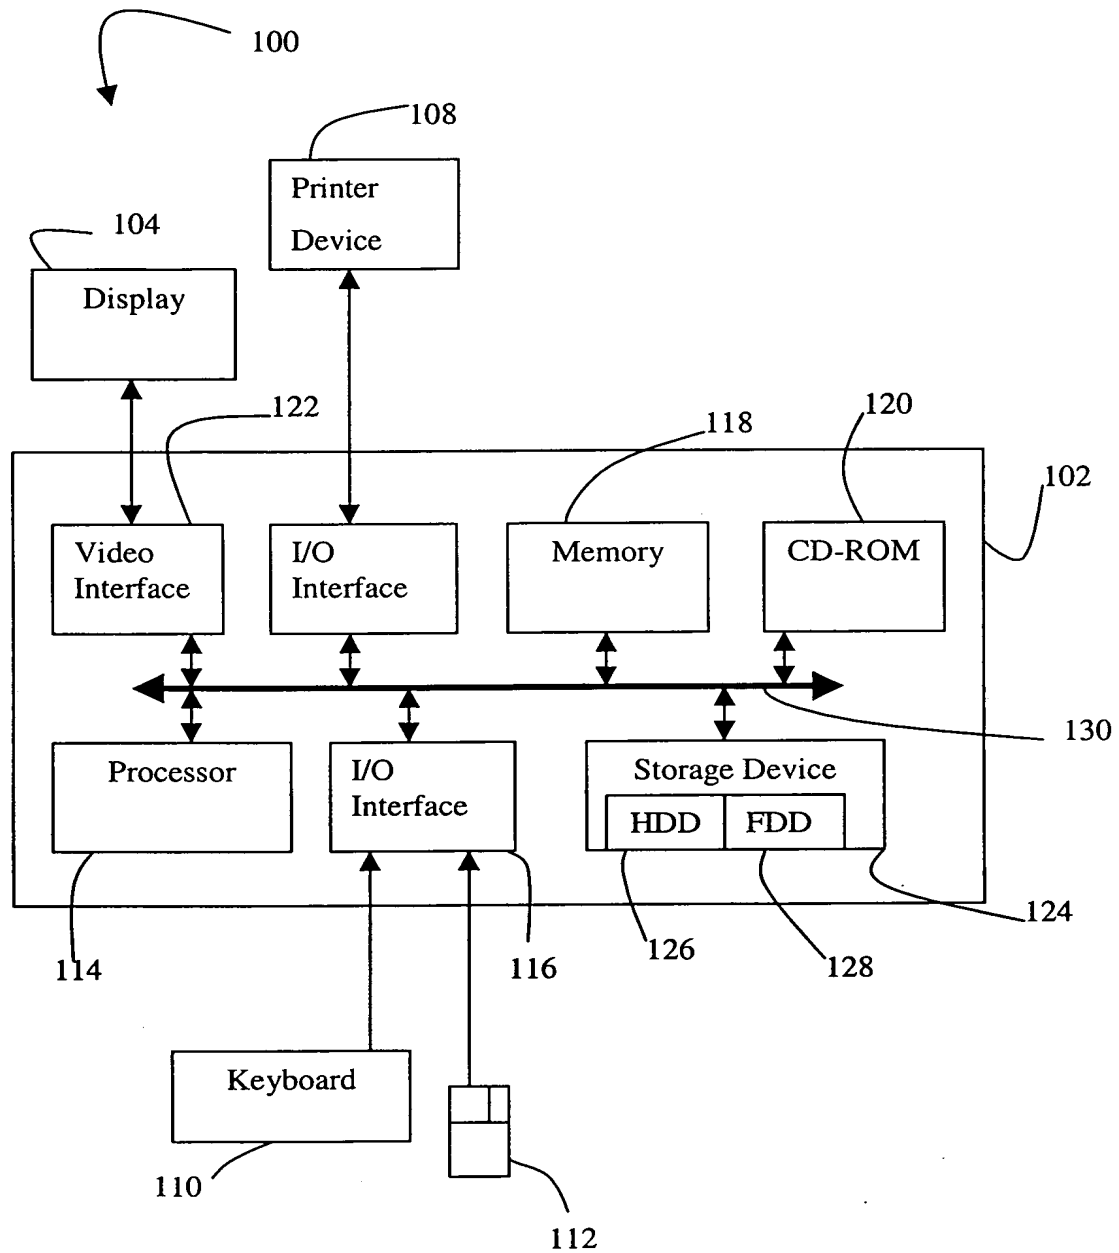 100
108
Printer
Device
104
Display
122
118
120
102
Video
Interface
I/O
Interface
Memory
CD-ROM
130
Processor
I/O
Interface
Storage Device
HDD
FDD
114
116
126
128
124
Keyboard
110
112